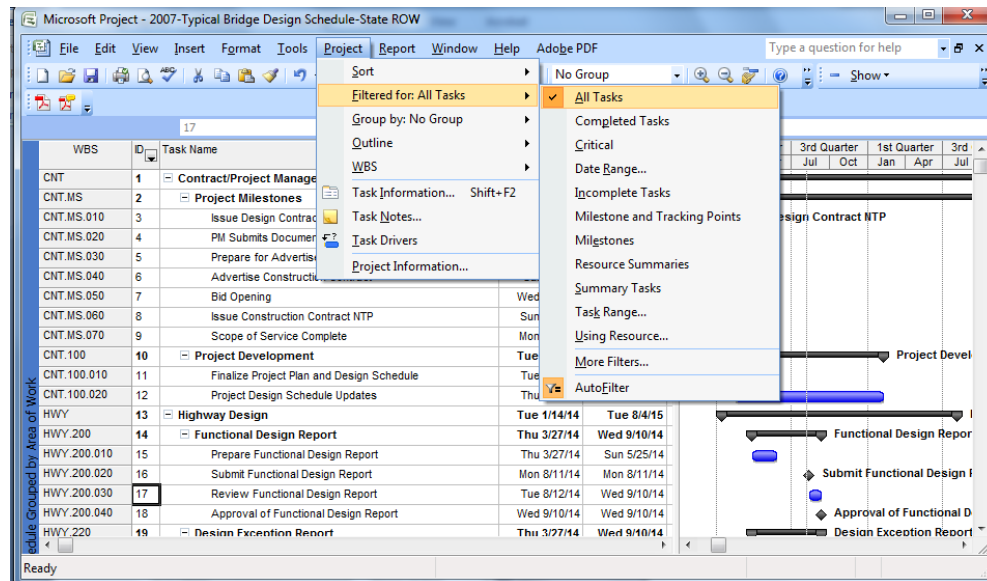 Microsoft Project - 2007-Typical Bridge Design Schedule-State ROW
File Edit View Insert Format Tools Project Report Window Help Adobe PDF Type a question for help
No Group Show
17
Sort
Filtered for: All Tasks
Group by: No Group
Outline
WBS
Task Information... Shift+F2
Task Notes...
Task Drivers
Project Information...
All Tasks
Completed Tasks
Critical
Date Range...
Incomplete Tasks
Milestone and Tracking Points
Milestones
Resource Summaries
Summary Tasks
Task Range...
Using Resource...
More Filters...
AutoFilter
WBS ID Task Name 3rd Quarter 1st Quarter 3rd
Jul Oct Jan Apr Jul
CNT 1 Contract/Project Manage
CNT.MS 2 Project Milestones
CNT.MS.010 3 Issue Design Contrac esign Contract NTP
CNT.MS.020 4 PM Submits Documen
CNT.MS.030 5 Prepare for Advertis
CNT.MS.040 6 Advertise Construction
CNT.MS.050 7 Bid Opening Wed
CNT.MS.060 8 Issue Construction Contract NTP Sun
CNT.MS.070 9 Scope of Service Complete Mon
CNT.100 10 Project Development Tue Project Devel
CNT.100.010 11 Finalize Project Plan and Design Schedule Tue
CNT.100.020 12 Project Design Schedule Updates Thu
HWY 13 Highway Design Tue 1/14/14 Tue 8/4/15
HWY.200 14 Functional Design Report Thu 3/27/14 Wed 9/10/14 Functional Design Repor
HWY.200.010 15 Prepare Functional Design Report Thu 3/27/14 Sun 5/25/14
HWY.200.020 16 Submit Functional Design Report Mon 8/11/14 Mon 8/11/14 Submit Functional Design
HWY.200.030 17 Review Functional Design Report Tue 8/12/14 Wed 9/10/14
HWY.200.040 18 Approval of Functional Design Report Wed 9/10/14 Wed 9/10/14 Approval of Functional D
HWY.220 19 Design Exception Report Thu 3/27/14 Wed 9/10/14 Design Exception Report
edule Grouped by Area of Work
Ready